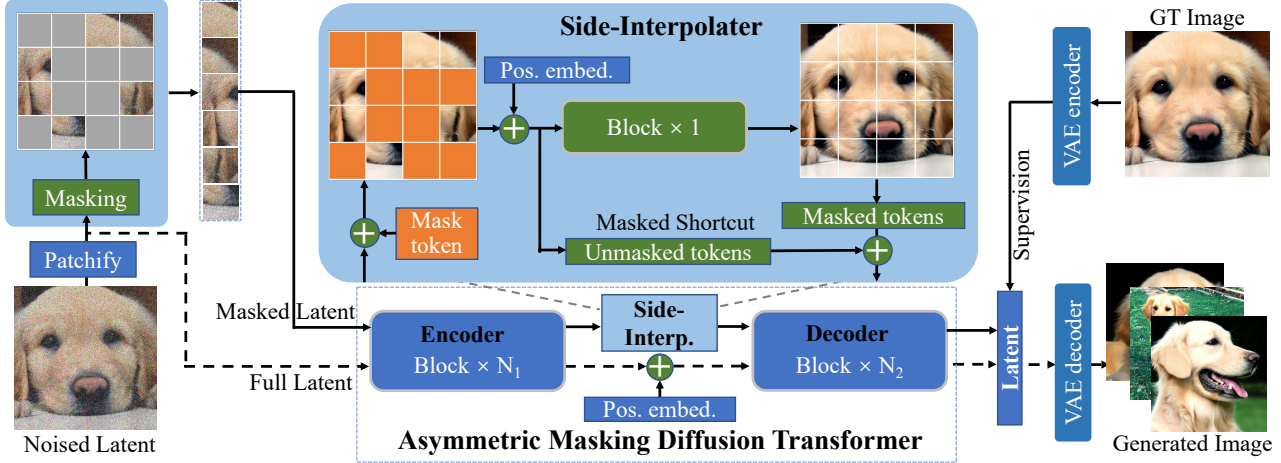 Side-Interpolater
GT Image
Pos. embed.
Block × 1
VAE encoder
Masking
Mask
token
Masked Shortcut
Masked tokens
Unmasked tokens
Supervision
Patchify
Masked Latent
Encoder
Block × N₁
Side-
Interp.
Decoder
Block × N₂
Latent
VAE decoder
Full Latent
Pos. embed.
Noised Latent
Asymmetric Masking Diffusion Transformer
Generated Image